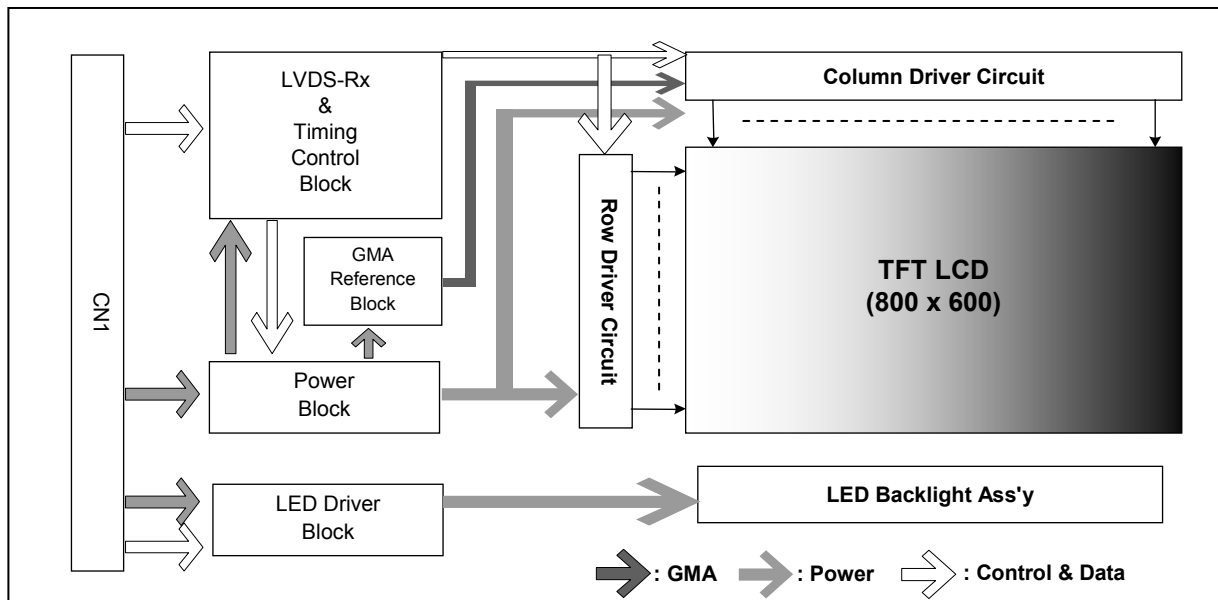 CN1
LVDS-Rx
&
Timing
Control
Block
GMA
Reference
Block
Power
Block
LED Driver
Block
Row Driver Circuit
Column Driver Circuit
TFT LCD
(800 x 600)
LED Backlight Ass'y
: GMA
: Power
: Control & Data